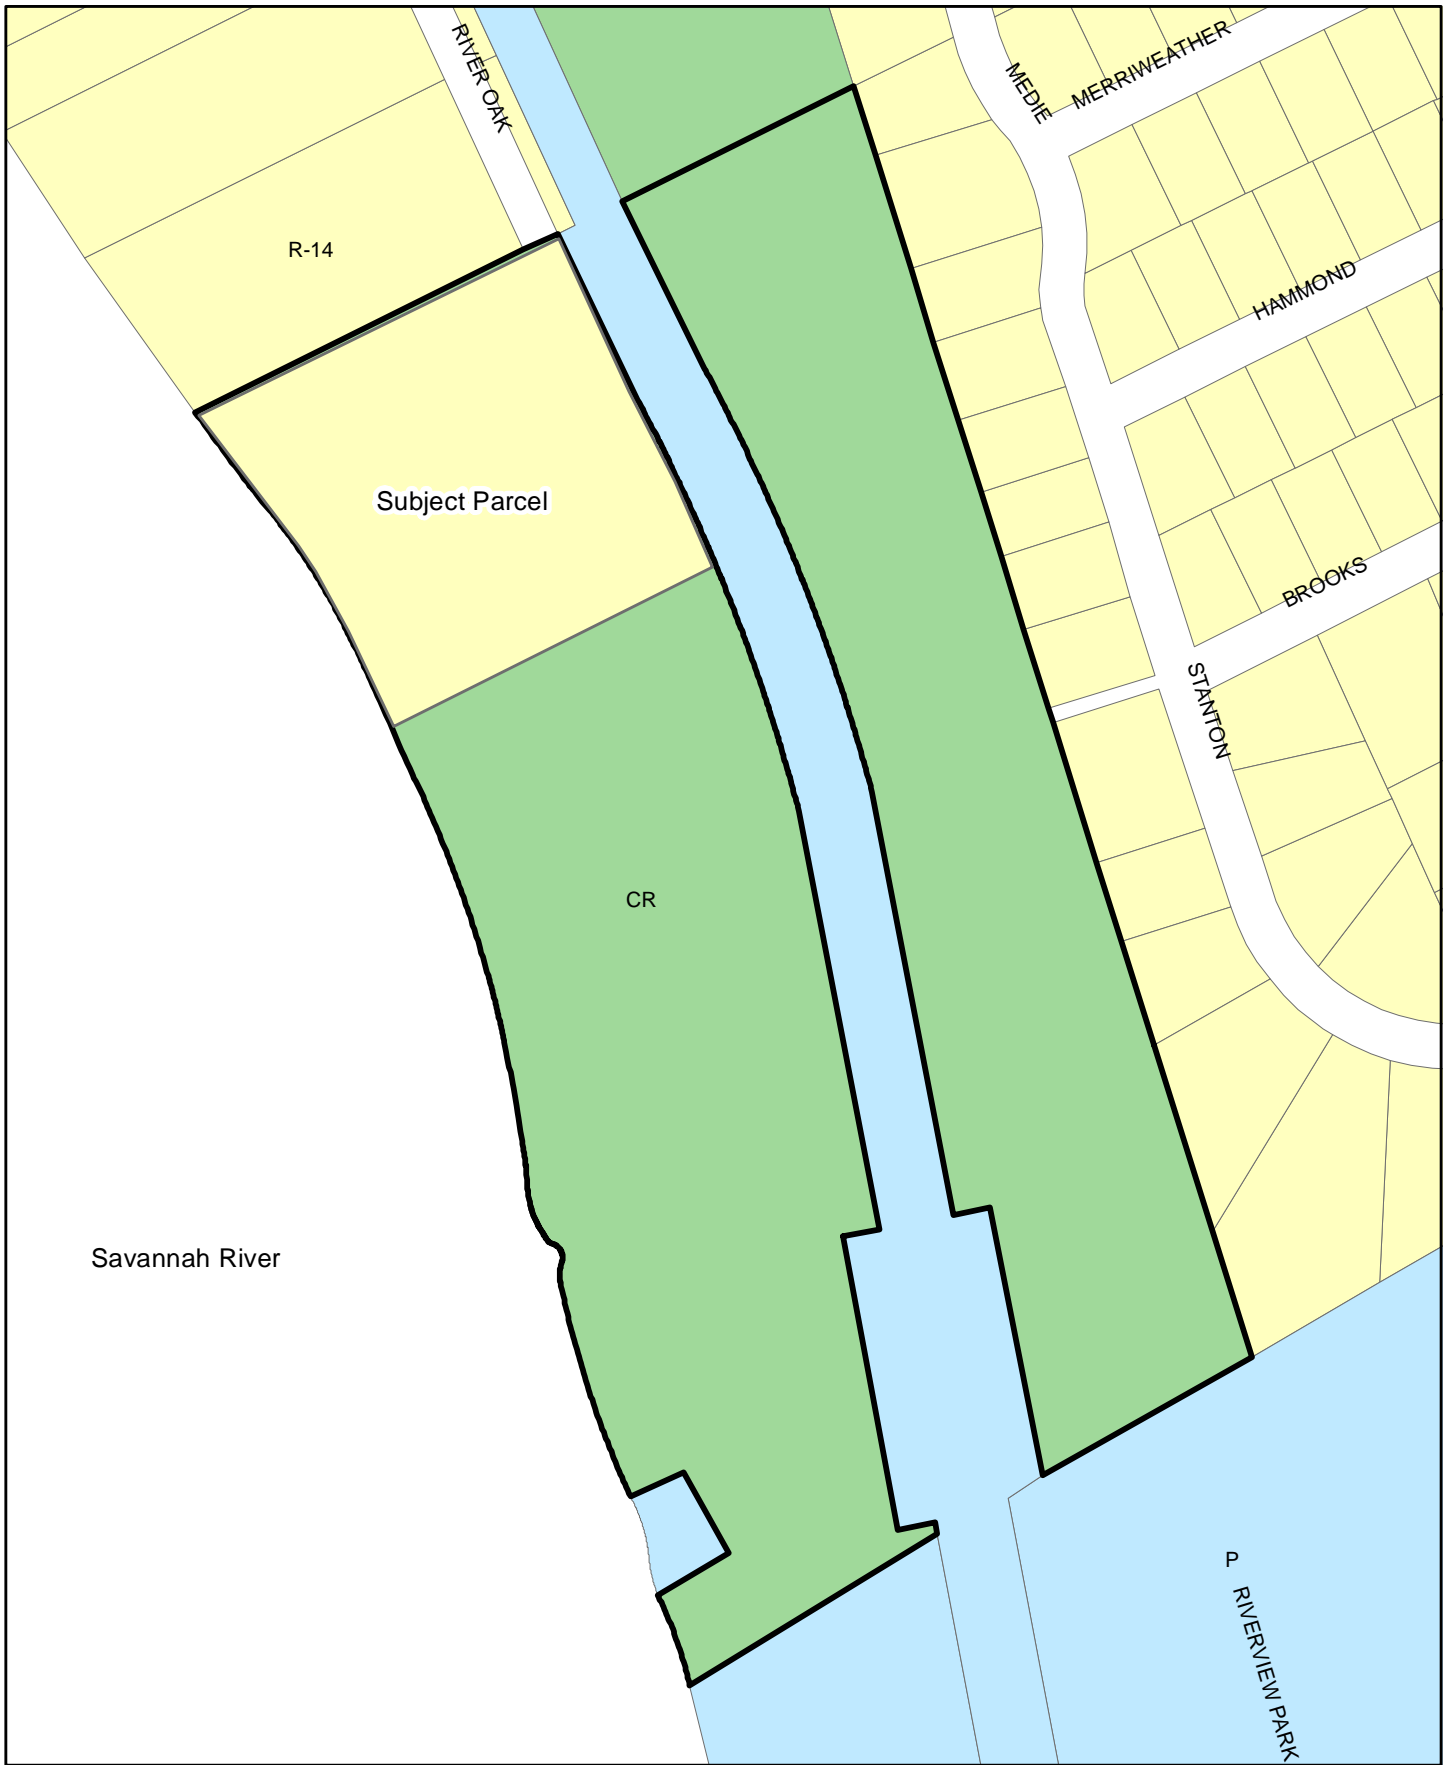 RIVER OAK
MEDIE
MERRIWEATHER
R-14
HAMMOND
Subject Parcel
BROOKS
STANTON
CR
Savannah River
P
RIVERVIEW PARK